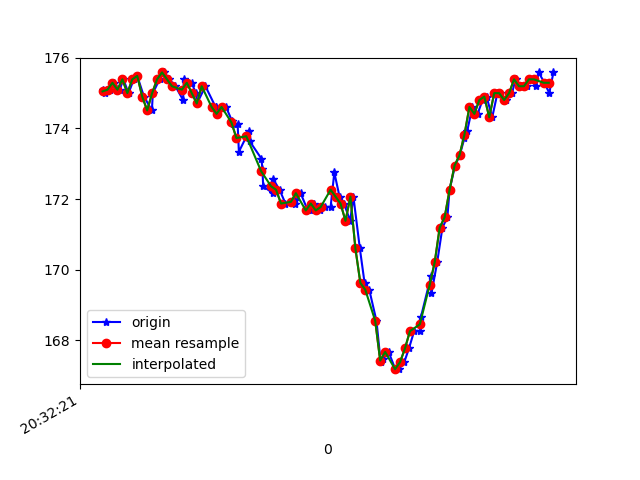 176
174
172
170
168
origin
mean resample
interpolated
20:32:21
0